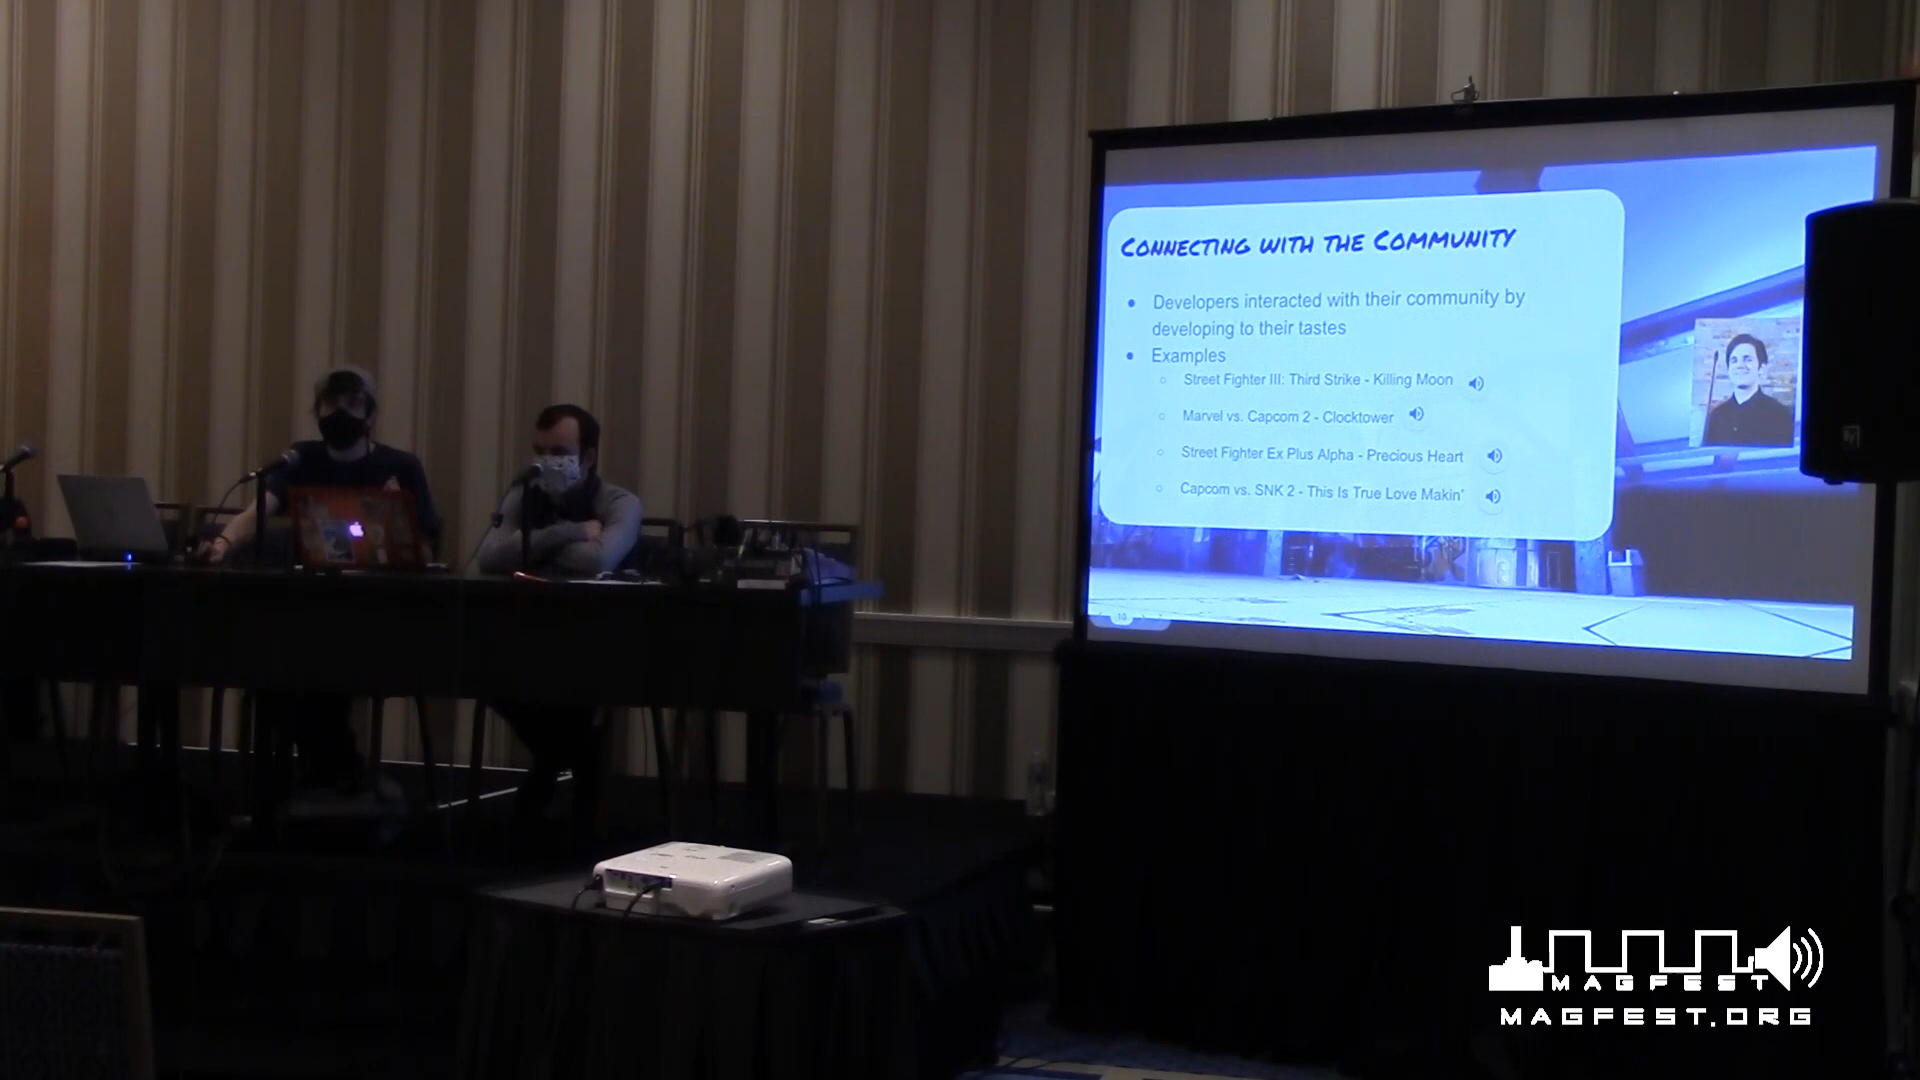 Connecting with the Community
● Developers interacted with their community by
developing to their tastes
● Examples
○ Street Fighter III: Third Strike - Killing Moon
○ Marvel vs. Capcom 2 - Clocktower
○ Street Fighter Ex Plus Alpha - Precious Heart
○ Capcom vs. SNK 2 - This Is True Love Makin'
10
MAGFEST
MAGFEST.ORG